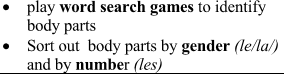 • play word search games to identify
body parts
• Sort out body parts by gender (le/la/)
and by number (les)